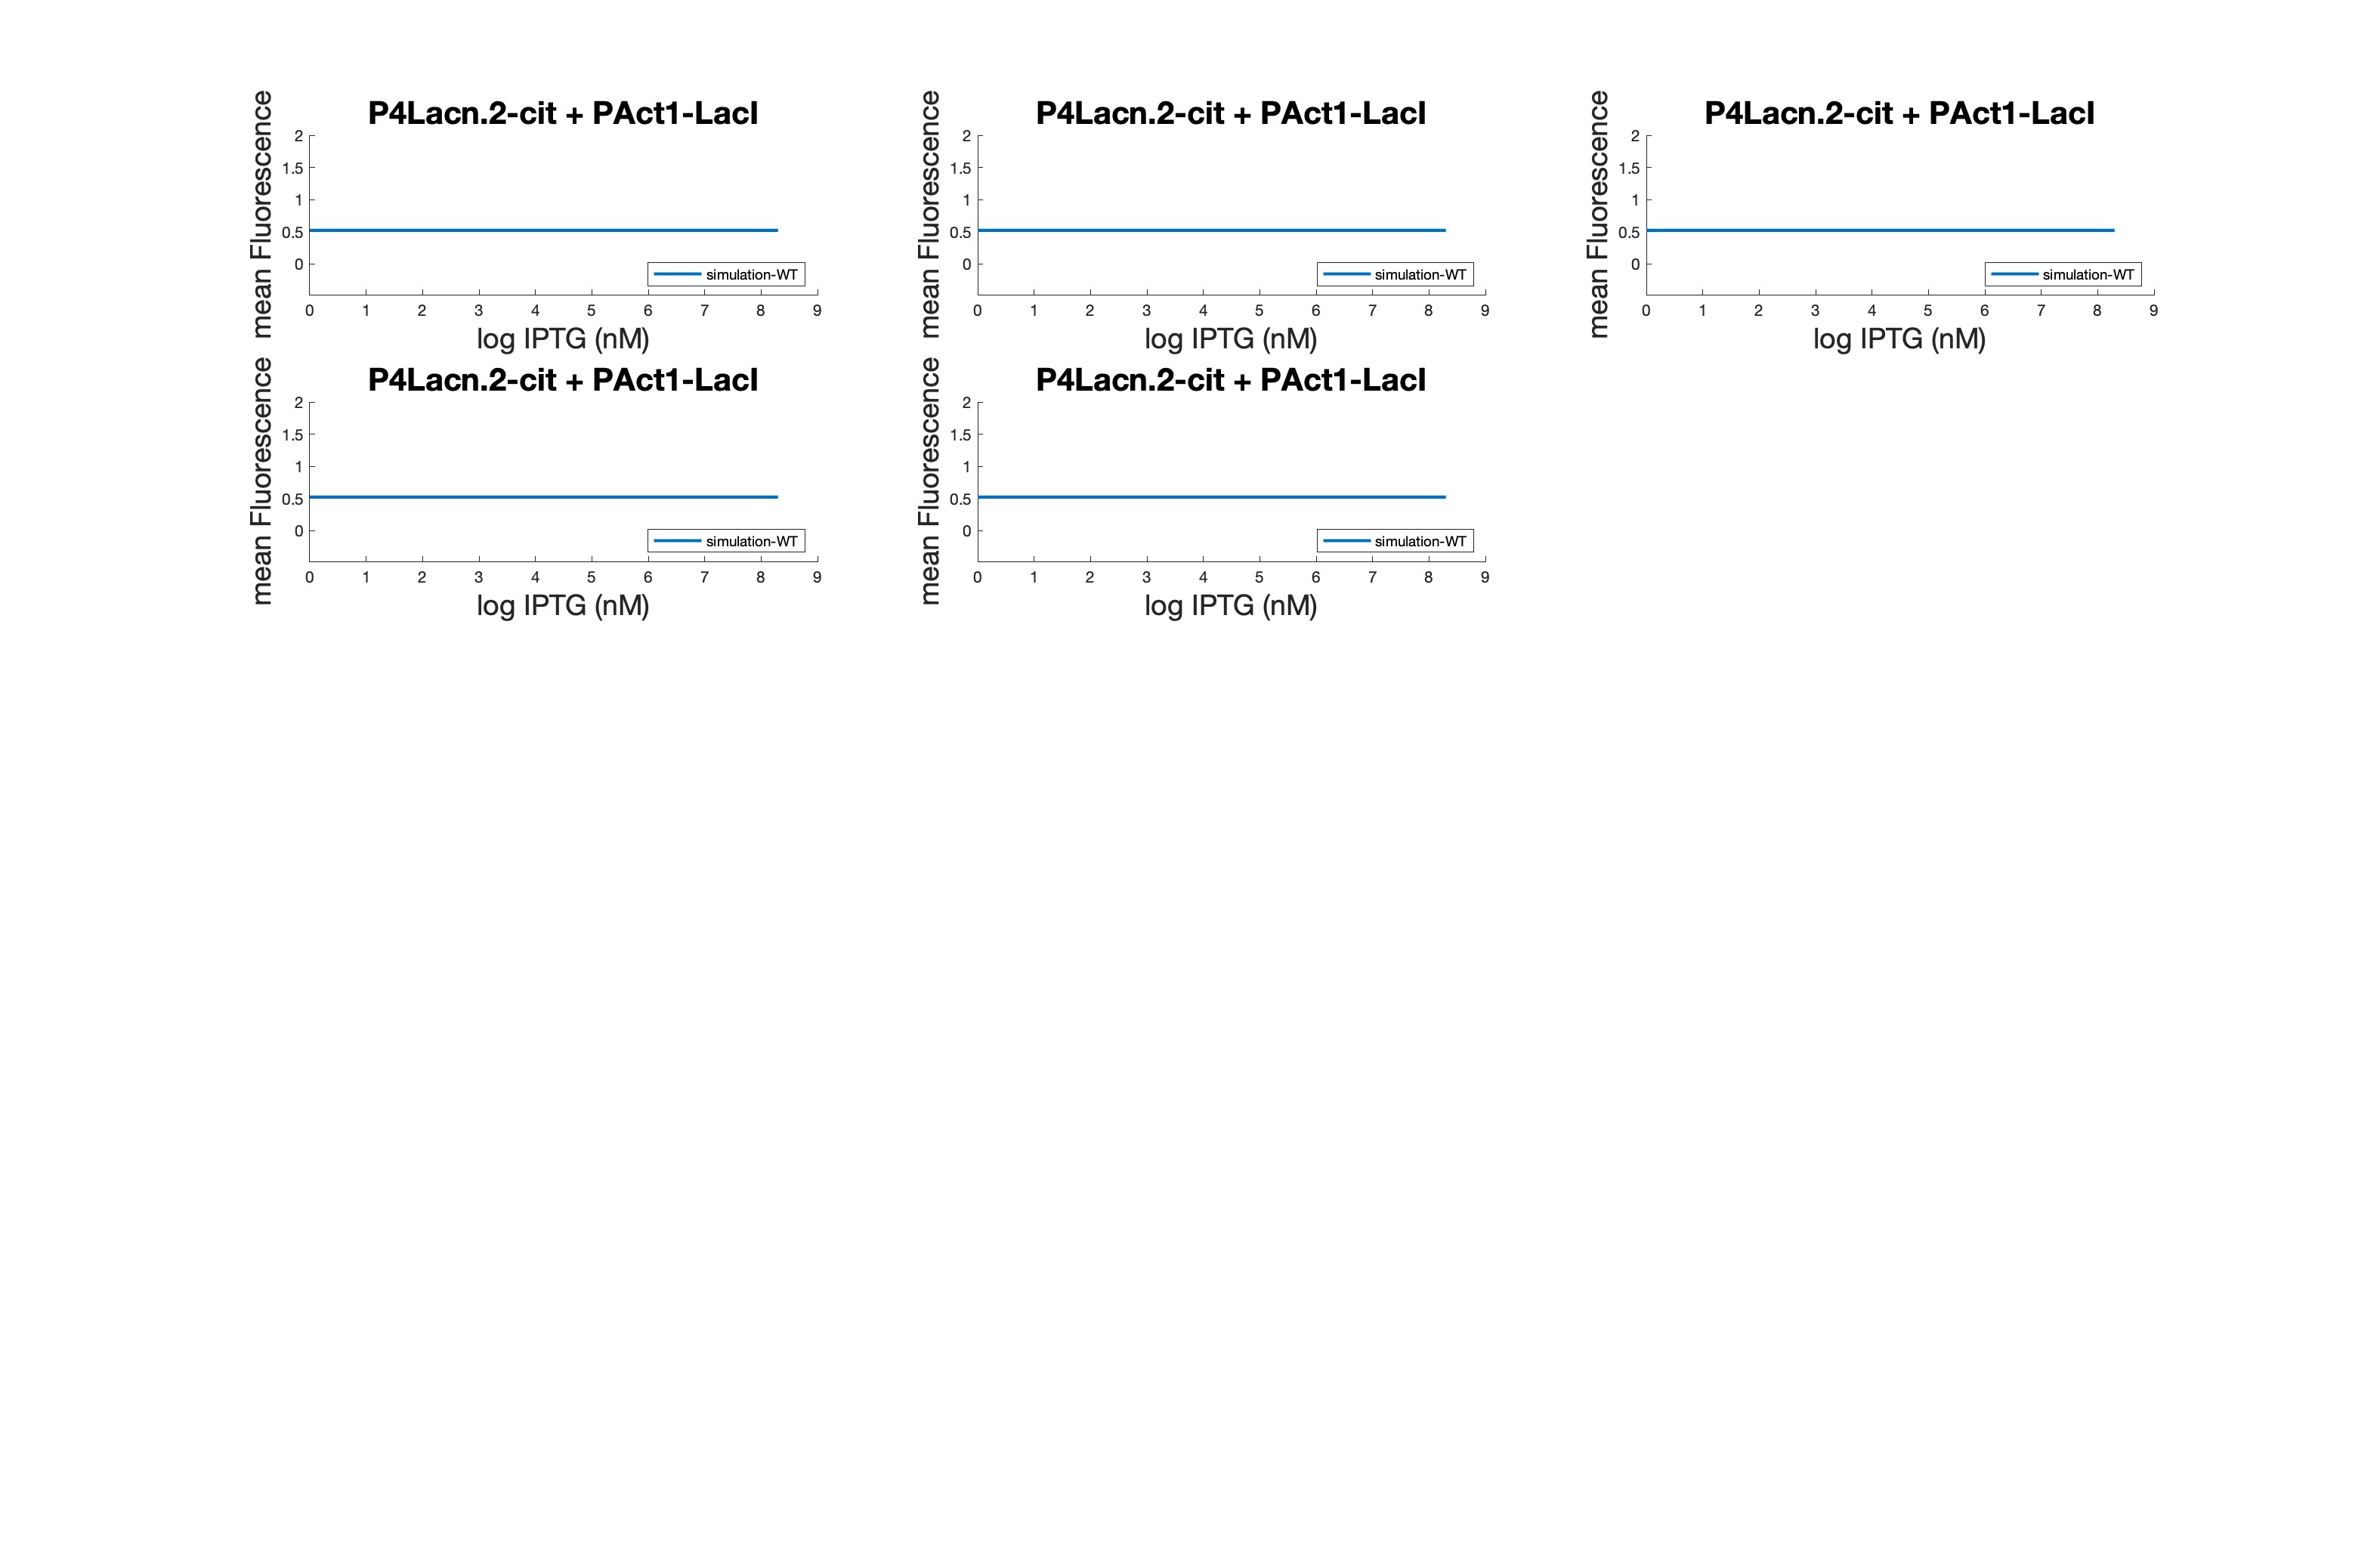 P4Lacn.2-cit + PAct1-LacI
mean Fluorescence
2
1.5
1
0.5
0
simulation-WT
0 1 2 3 4 5 6 7 8 9
log IPTG (nM)
P4Lacn.2-cit + PAct1-LacI
mean Fluorescence
2
1.5
1
0.5
0
simulation-WT
0 1 2 3 4 5 6 7 8 9
log IPTG (nM)
P4Lacn.2-cit + PAct1-LacI
mean Fluorescence
2
1.5
1
0.5
0
simulation-WT
0 1 2 3 4 5 6 7 8 9
log IPTG (nM)
P4Lacn.2-cit + PAct1-LacI
mean Fluorescence
2
1.5
1
0.5
0
simulation-WT
0 1 2 3 4 5 6 7 8 9
log IPTG (nM)
P4Lacn.2-cit + PAct1-LacI
mean Fluorescence
2
1.5
1
0.5
0
simulation-WT
0 1 2 3 4 5 6 7 8 9
log IPTG (nM)